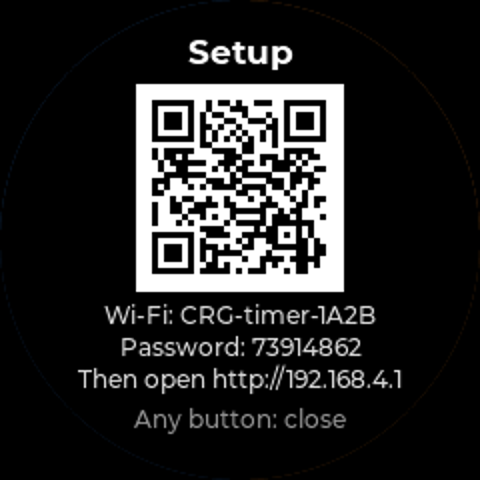 Setup
Wi-Fi: CRG-timer-1A2B
Password: 73914862
Then open http://192.168.4.1
Any button: close